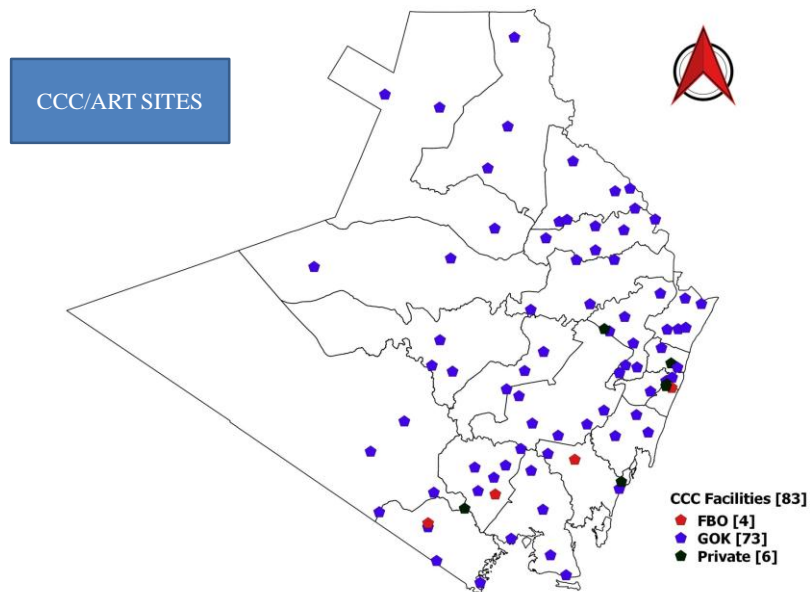 CCC/ART SITES
CCC Facilities [83]
FBO [4]
GOK [73]
Private [6]